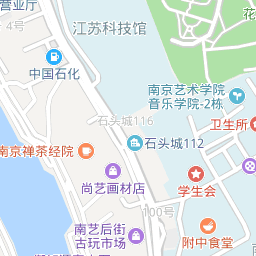 营业厅
4号
江苏科技馆
花
中国石化
南京艺术学院
音乐学院-2栋
石头城116
卫生所
南京禅茶经院
石头城112
尚艺画材店
学生会
100号
南艺后街
古玩市场
附中食堂